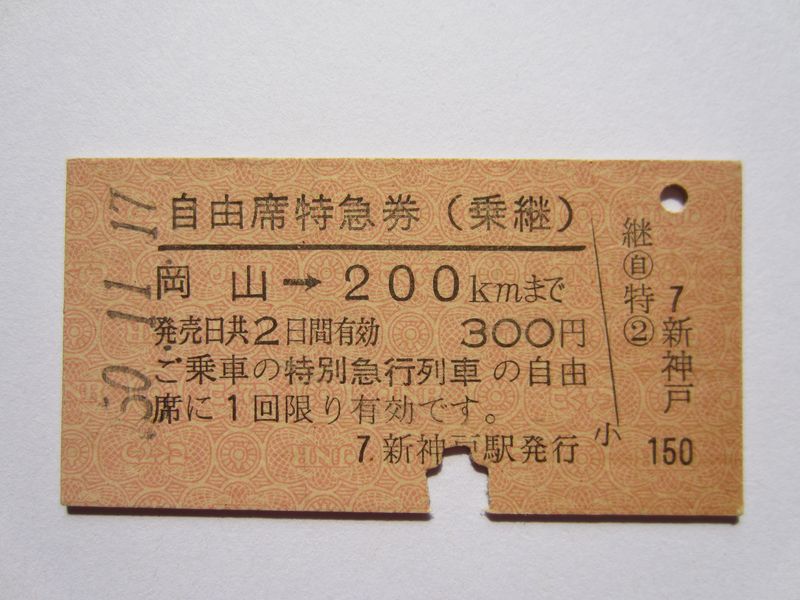 50.11.17
自由席特急券(乗継)
岡山→200kmまで
発売日共2日間有効 300円
ご乗車の特別急行列車の自由
席に1回限り有効です。
7.新神戸駅発行
小
継自特2
7新神戸
150